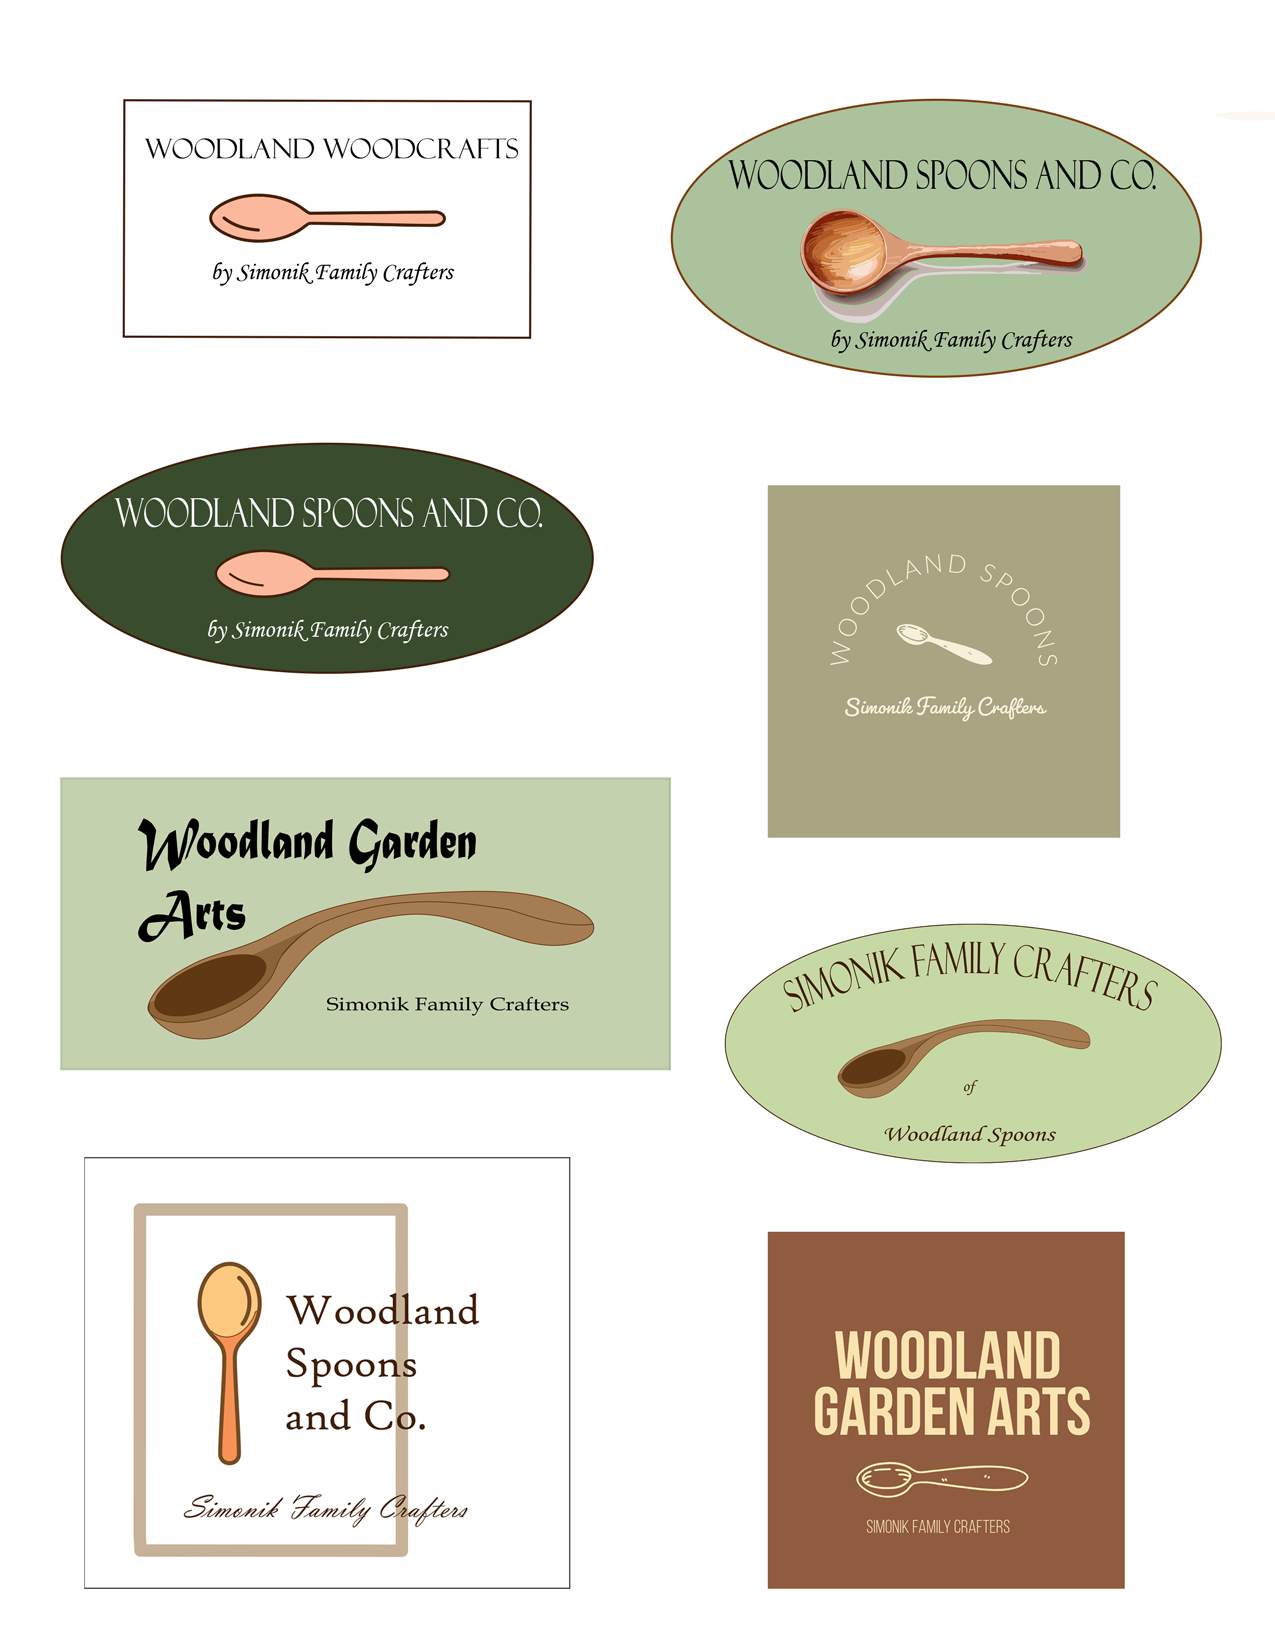 WOODLAND WOODCRAFTS
by Simonik Family Crafters
WOODLAND SPOONS AND CO.
by Simonik Family Crafters
WOODLAND SPOONS AND CO.
by Simonik Family Crafters
WOODLAND SPOONS
Simonik Family Crafters
Woodland Garden
Arts
Simonik Family Crafters
SIMONIK FAMILY CRAFTERS
of
Woodland Spoons
Woodland
Spoons
and Co.
Simonik Family Crafters
WOODLAND
GARDEN ARTS
SIMONIK FAMILY CRAFTERS